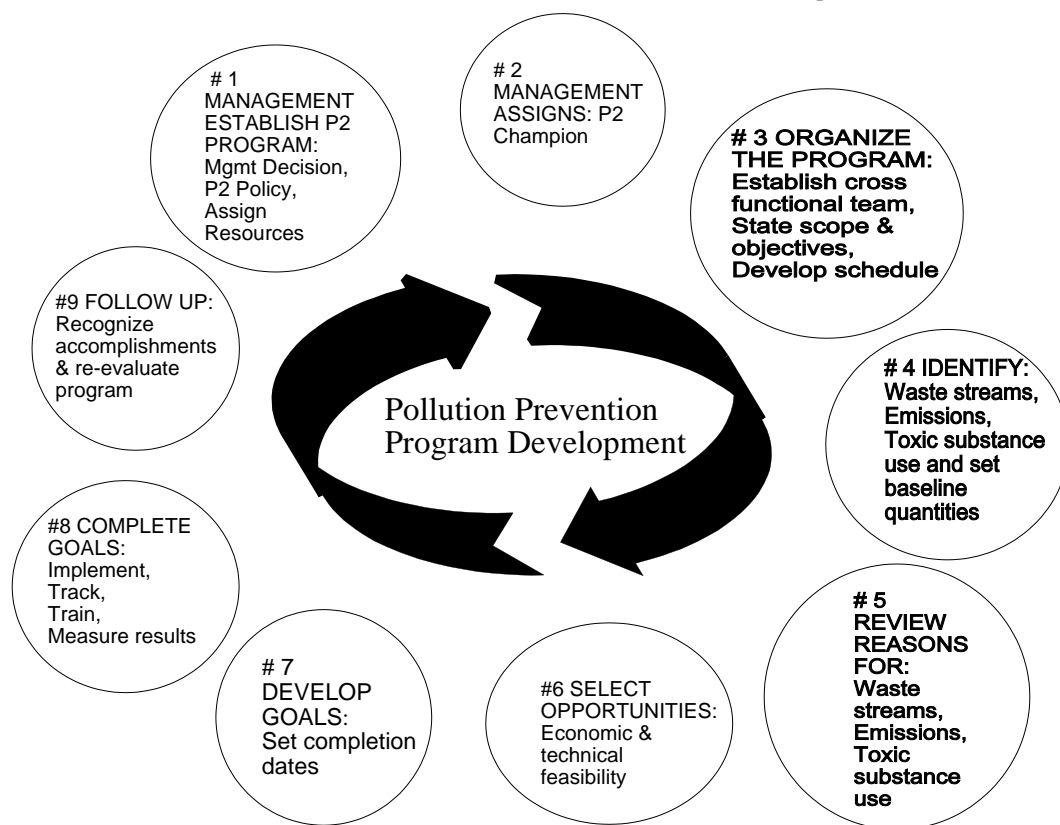 # 1
MANAGEMENT
ESTABLISH P2
PROGRAM:
Mgmt Decision,
P2 Policy,
Assign
Resources
# 2
MANAGEMENT
ASSIGNS: P2
Champion
# 3 ORGANIZE
THE PROGRAM:
Establish cross
functional team,
State scope &
objectives,
Develop schedule
# 4 IDENTIFY:
Waste streams,
Emissions,
Toxic substance
use and set
baseline
quantities
# 5
REVIEW
REASONS
FOR:
Waste
streams,
Emissions,
Toxic
substance
use
#6 SELECT
OPPORTUNITIES:
Economic &
technical
feasibility
# 7
DEVELOP
GOALS:
Set completion
dates
#8 COMPLETE
GOALS:
Implement,
Track,
Train,
Measure results
#9 FOLLOW UP:
Recognize
accomplishments
& re-evaluate
program
Pollution Prevention
Program Development